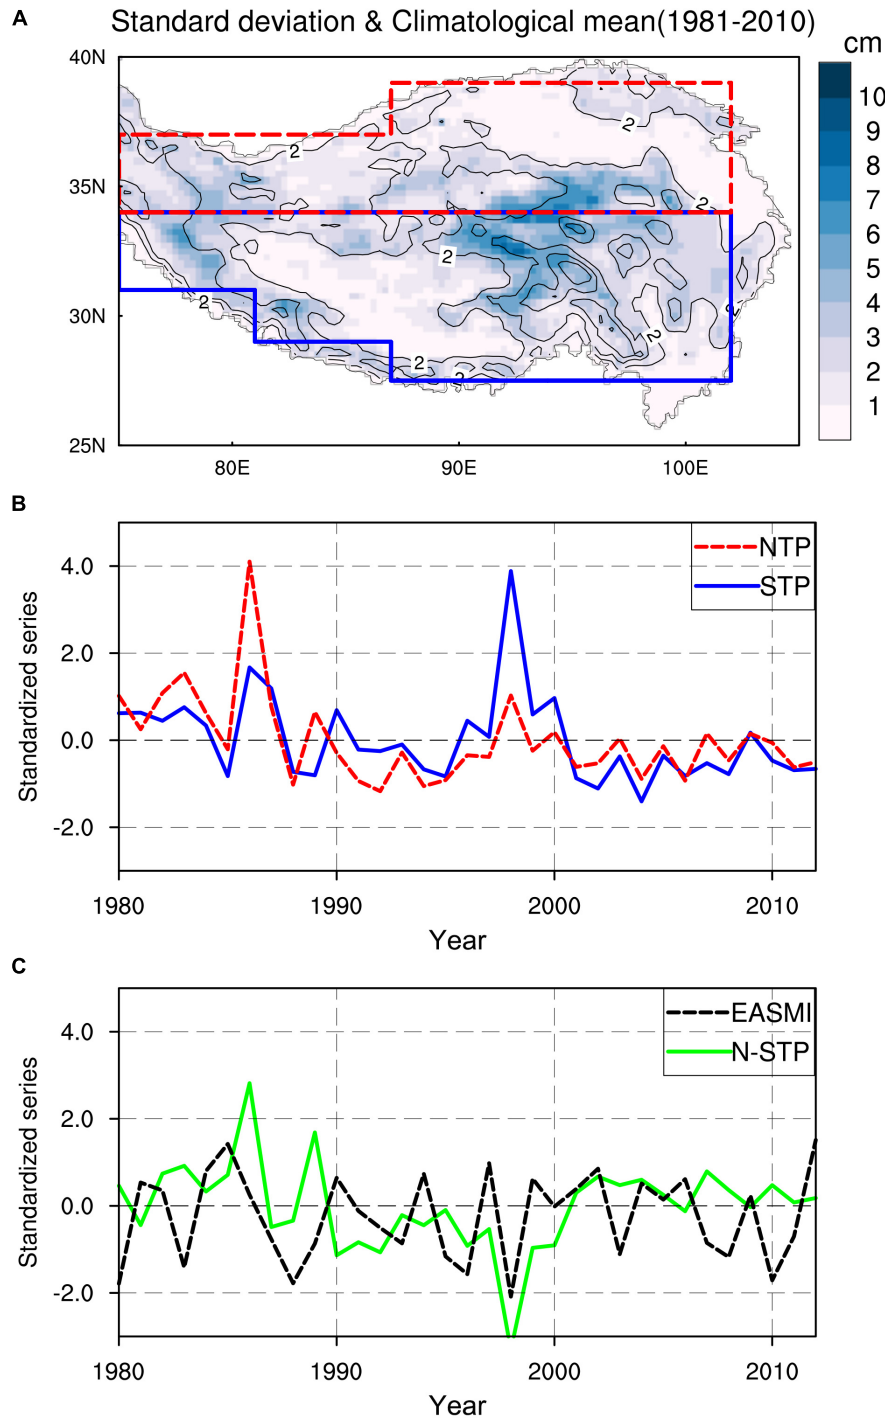 A
Standard deviation & Climatological mean(1981-2010)
cm
40N
35N
30N
25N
80E
90E
100E
2
2
2
2
2
2
2
2
2
10
9
8
7
6
5
4
3
2
1
B
Standardized series
4.0
2.0
0.0
-2.0
NTP
STP
1980
1990
2000
2010
Year
C
Standardized series
4.0
2.0
0.0
-2.0
EASMI
N-STP
1980
1990
2000
2010
Year